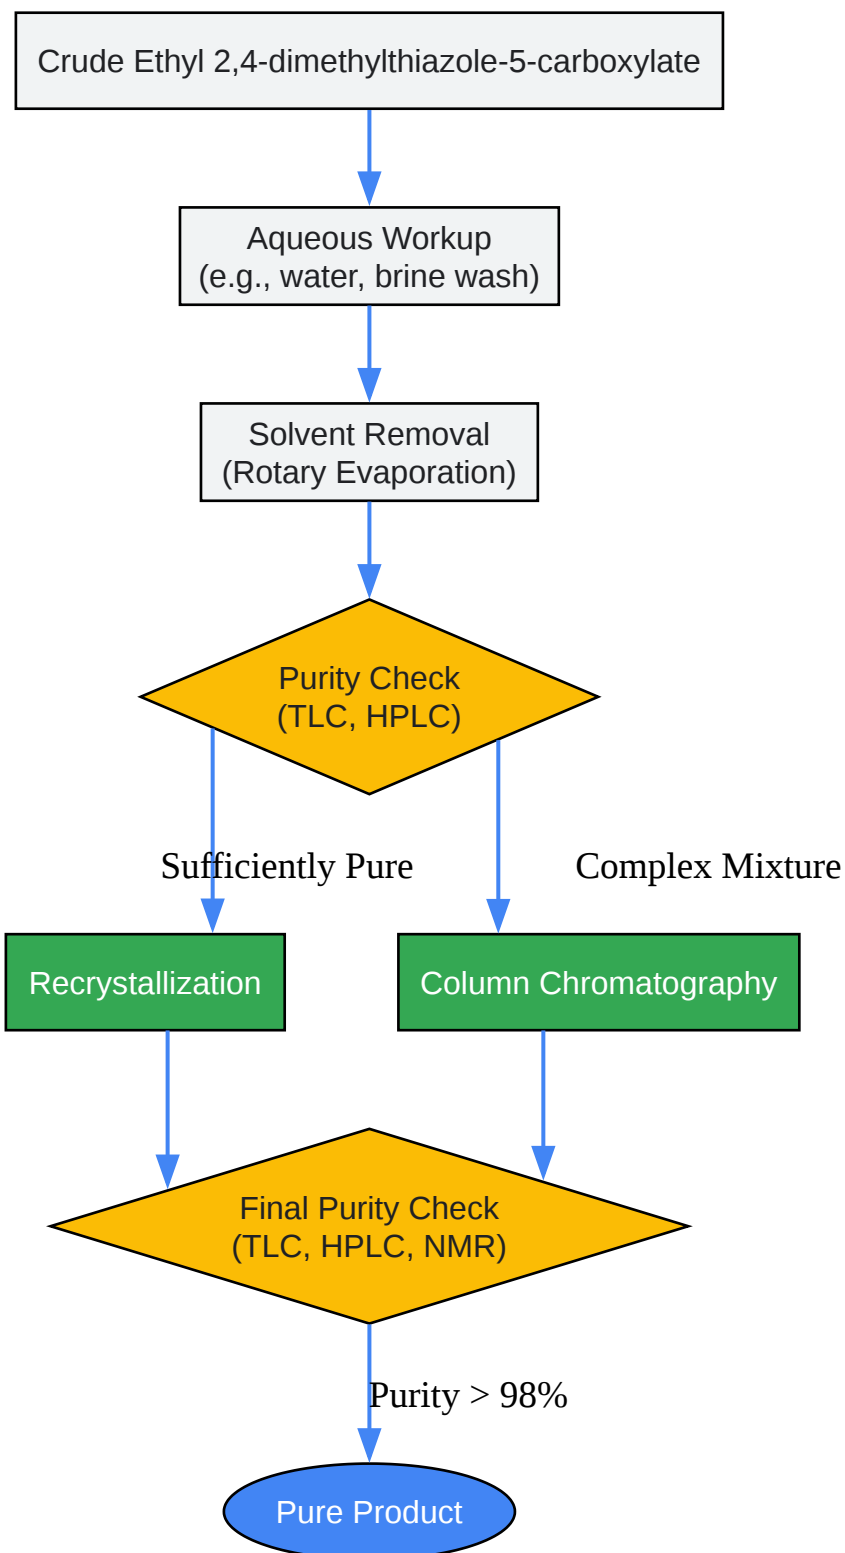 Crude Ethyl 2,4-dimethylthiazole-5-carboxylate
Aqueous Workup
(e.g., water, brine wash)
Solvent Removal
(Rotary Evaporation)
Purity Check
(TLC, HPLC)
Sufficiently Pure
Complex Mixture
Recrystallization
Column Chromatography
Final Purity Check
(TLC, HPLC, NMR)
Purity > 98%
Pure Product